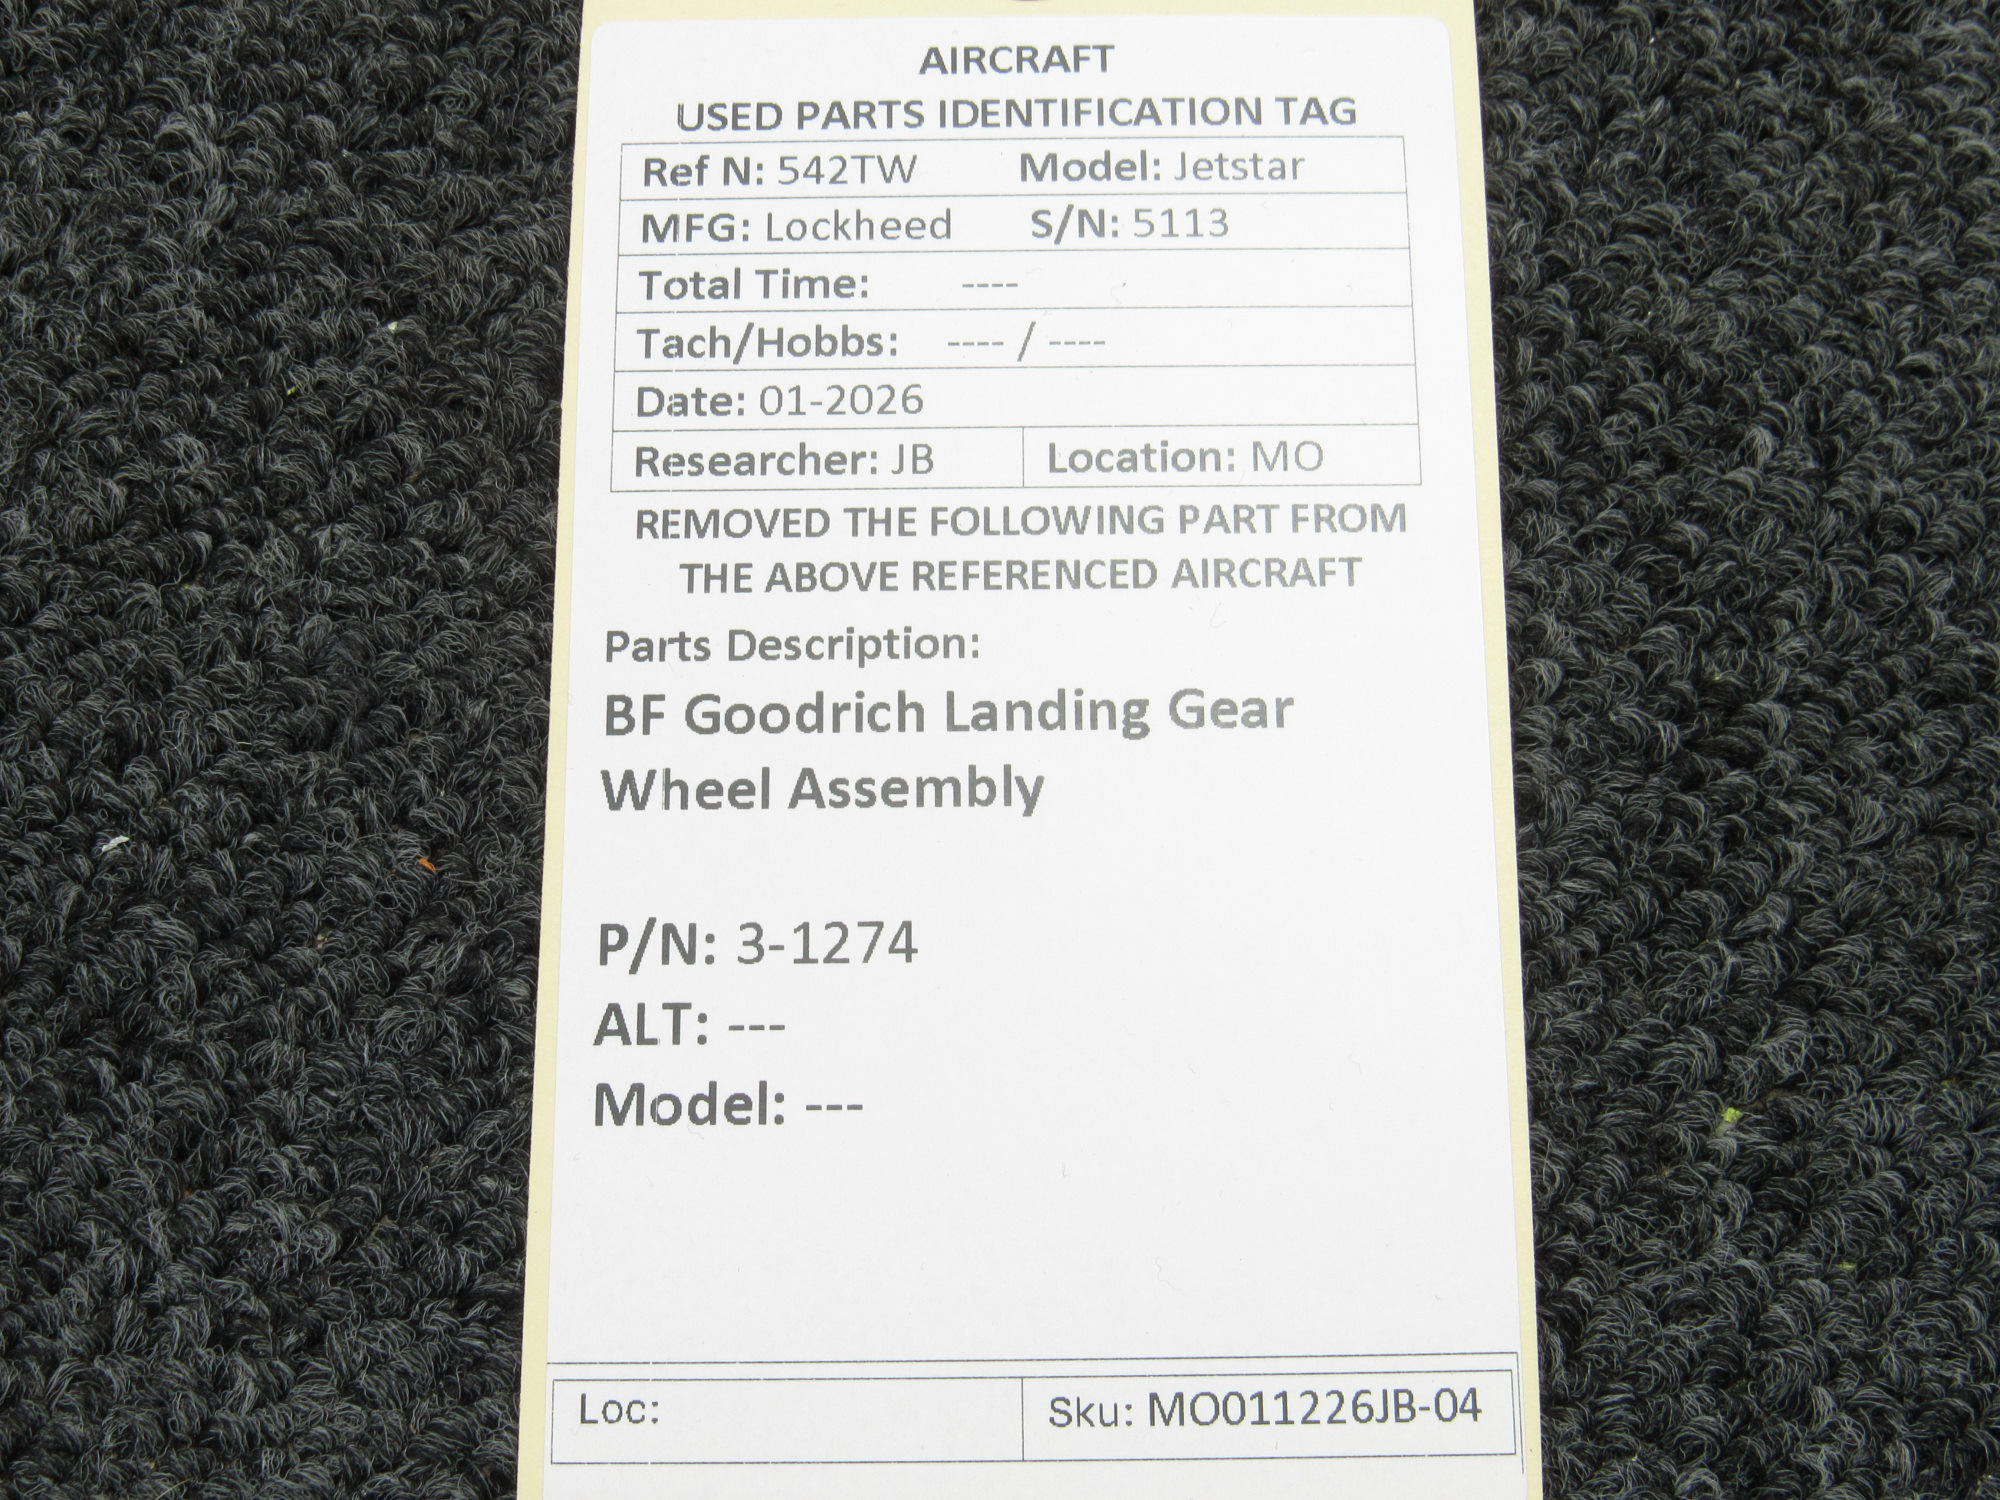 AIRCRAFT
USED PARTS IDENTIFICATION TAG
Ref N: 542TW Model: Jetstar
MFG: Lockheed S/N: 5113
Total Time: ----
Tach/Hobbs: ---- / ----
Date: 01-2026
Researcher: JB Location: MO
REMOVED THE FOLLOWING PART FROM
THE ABOVE REFERENCED AIRCRAFT
Parts Description:
BF Goodrich Landing Gear
Wheel Assembly
P/N: 3-1274
ALT: ---
Model: ---
Loc: Sku: MO011226JB-04